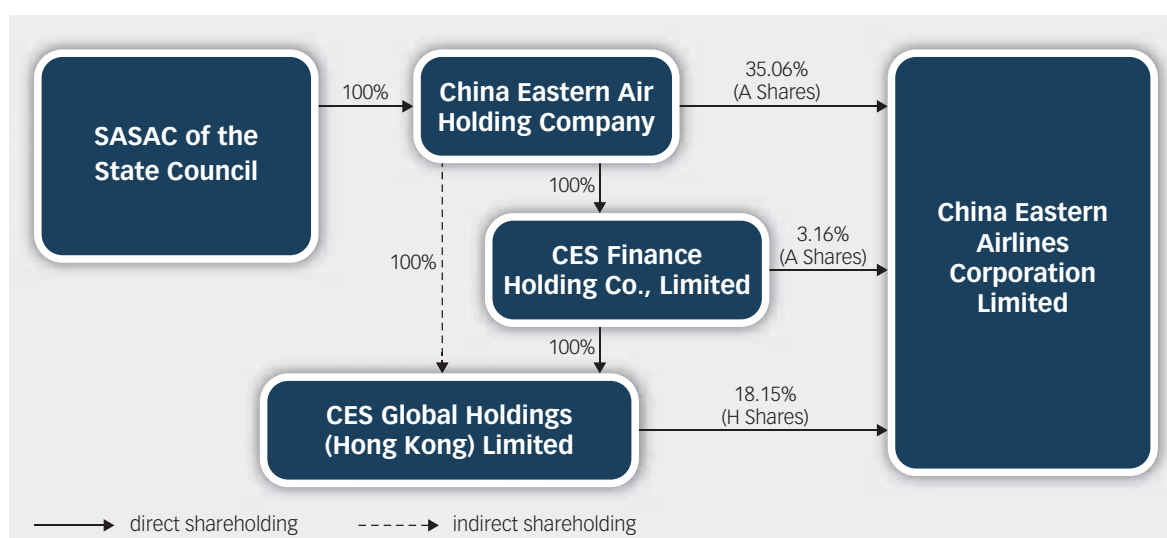 SASAC of the
State Council
100%
China Eastern Air
Holding Company
35.06%
(A Shares)
100%
100%
CES Finance
Holding Co., Limited
3.16%
(A Shares)
100%
CES Global Holdings
(Hong Kong) Limited
18.15%
(H Shares)
China Eastern
Airlines
Corporation
Limited
direct shareholding
indirect shareholding